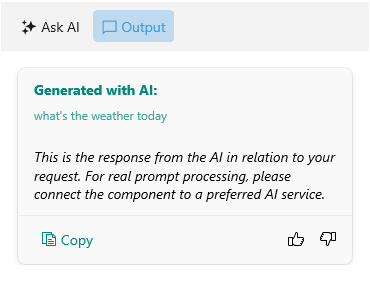 Ask AI Output
Generated with AI:
what's the weather today
This is the response from the AI in relation to your
request. For real prompt processing, please
connect the component to a preferred AI service.
Copy